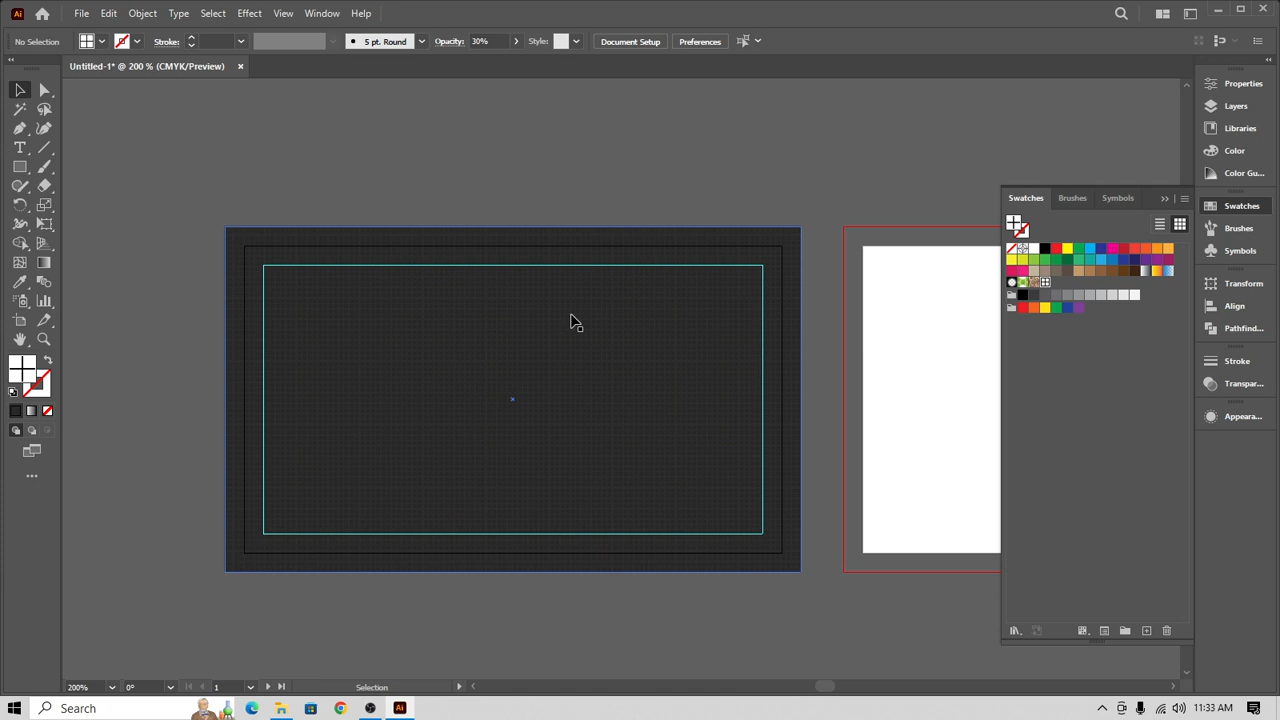 Ai
File
Edit
Object
Type
Select
Effect
View
Window
Help
No Selection
Stroke:
5 pt. Round
Opacity:
30%
Style:
Document Setup
Preferences
Untitled-1* @ 200 % (CMYK/Preview)
Properties
Layers
Libraries
Color
Color Gu...
Swatches
Brushes
Symbols
Swatches
Brushes
Symbols
Transform
Align
Pathfind...
Stroke
Transpar...
Appeara...
200%
0°
1
Selection
Search
Ai
11:33 AM